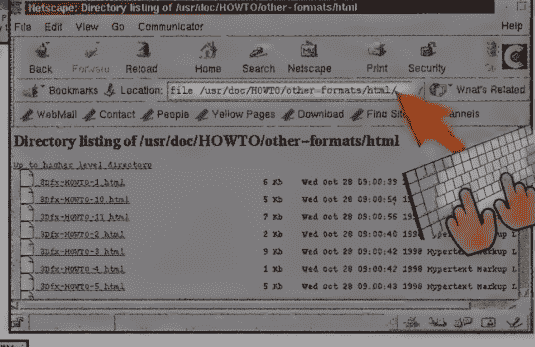 Netscape: Directory listing of /usr/doc/HOWTO/other-formats/html
File Edit View Go Communicator Help
Back Forward Reload Home Search Netscape Print Security
Bookmarks Location: file /usr/doc/HOWTO/other-formats/html/ What's Related
WebMail Contact People Yellow Pages Download Find Sit annels
Directory listing of /usr/doc/HOWTO/other-formats/html
Up to higher level directory
3Dfx-HOWTO-1.html 6 Kb Wed Oct 28 09:00:39
3Dfx-HOWTO-10.html 5 Kb Wed Oct 28 09:00:54
3Dfx-HOWTO-11.html 7 Kb Wed Oct 28 09:00:56
3Dfx-HOWTO-2.html 2 Kb Wed Oct 28 09:00:40 Hypertext Markup L
3Dfx-HOWTO-3.html 9 Kb Wed Oct 28 09:00:42 1998 Hypertext Markup L
3Dfx-HOWTO-4.html 1 Kb Wed Oct 28 09:00:42 1998 Hypertext Markup L
3Dfx-HOWTO-5.html 5 Kb Wed Oct 28 09:00:43 1998 Hypertext Markup L